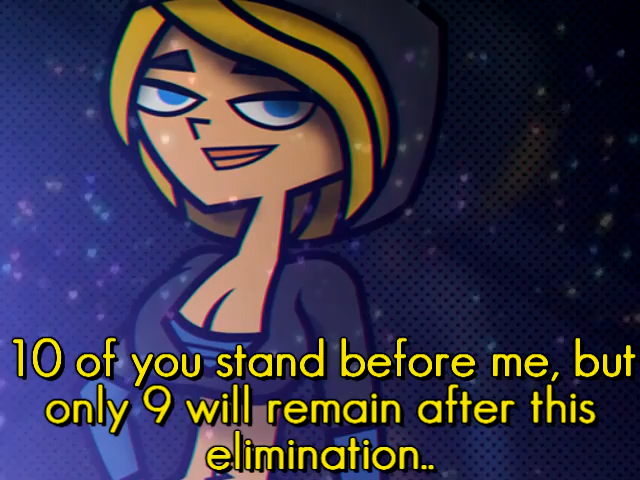 10 of you stand before me, but
only 9 will remain after this
elimination..